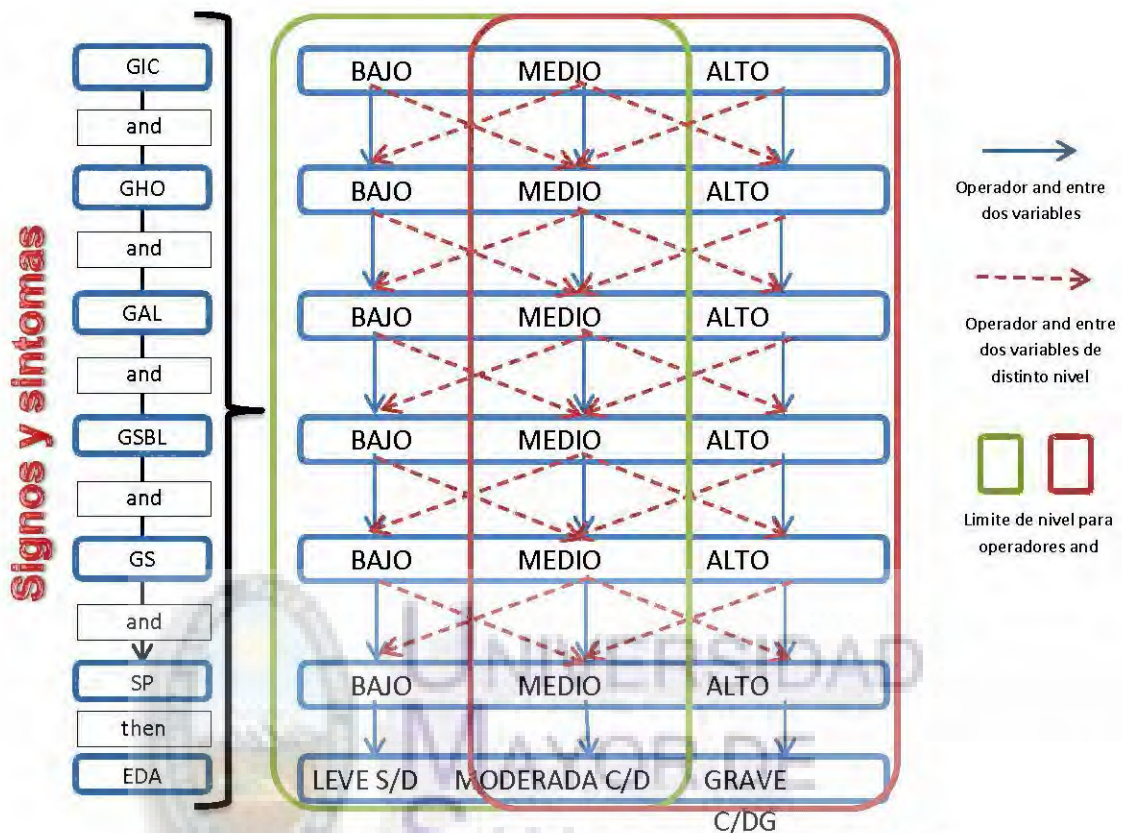 Signos y sintomas
GIC
and
GHO
and
GAL
and
GSBL
and
GS
and
SP
then
EDA
BAJO MEDIO ALTO
BAJO MEDIO ALTO
BAJO MEDIO ALTO
BAJO MEDIO ALTO
BAJO MEDIO ALTO
BAJO MEDIO ALTO
LEVE S/D MODERADA C/D GRAVE
C/DG
Operador and entre
dos variables
Operador and entre
dos variables de
distinto nivel
Limite de nivel para
operadores and
UNIVERSIDAD
MAYOR DE